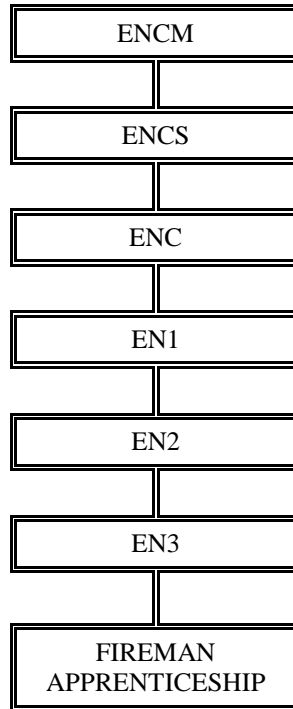 ENCM
ENCS
ENC
EN1
EN2
EN3
FIREMAN
APPRENTICESHIP